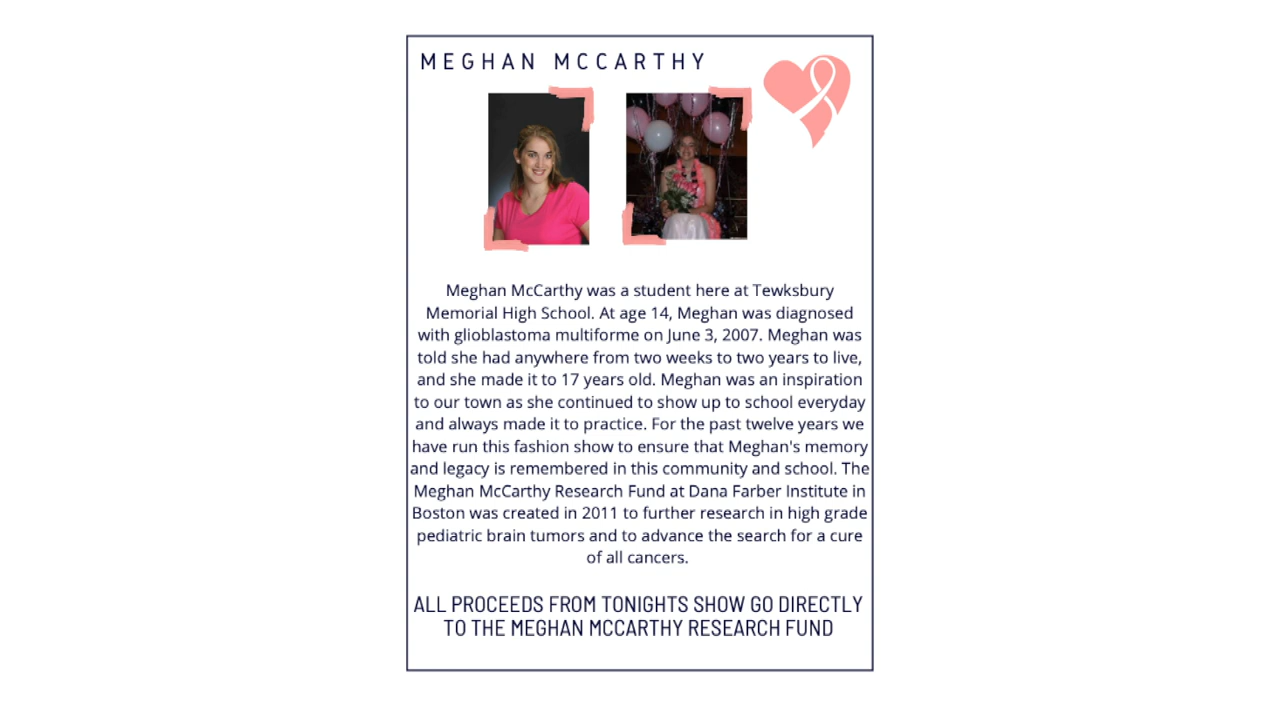 MEGHAN MCCARTHY
Meghan McCarthy was a student here at Tewksbury
Memorial High School. At age 14, Meghan was diagnosed
with glioblastoma multiforme on June 3, 2007. Meghan was
told she had anywhere from two weeks to two years to live,
and she made it to 17 years old. Meghan was an inspiration
to our town as she continued to show up to school everyday
and always made it to practice. For the past twelve years we
have run this fashion show to ensure that Meghan's memory
and legacy is remembered in this community and school. The
Meghan McCarthy Research Fund at Dana Farber Institute in
Boston was created in 2011 to further research in high grade
pediatric brain tumors and to advance the search for a cure
of all cancers.
ALL PROCEEDS FROM TONIGHTS SHOW GO DIRECTLY
TO THE MEGHAN MCCARTHY RESEARCH FUND